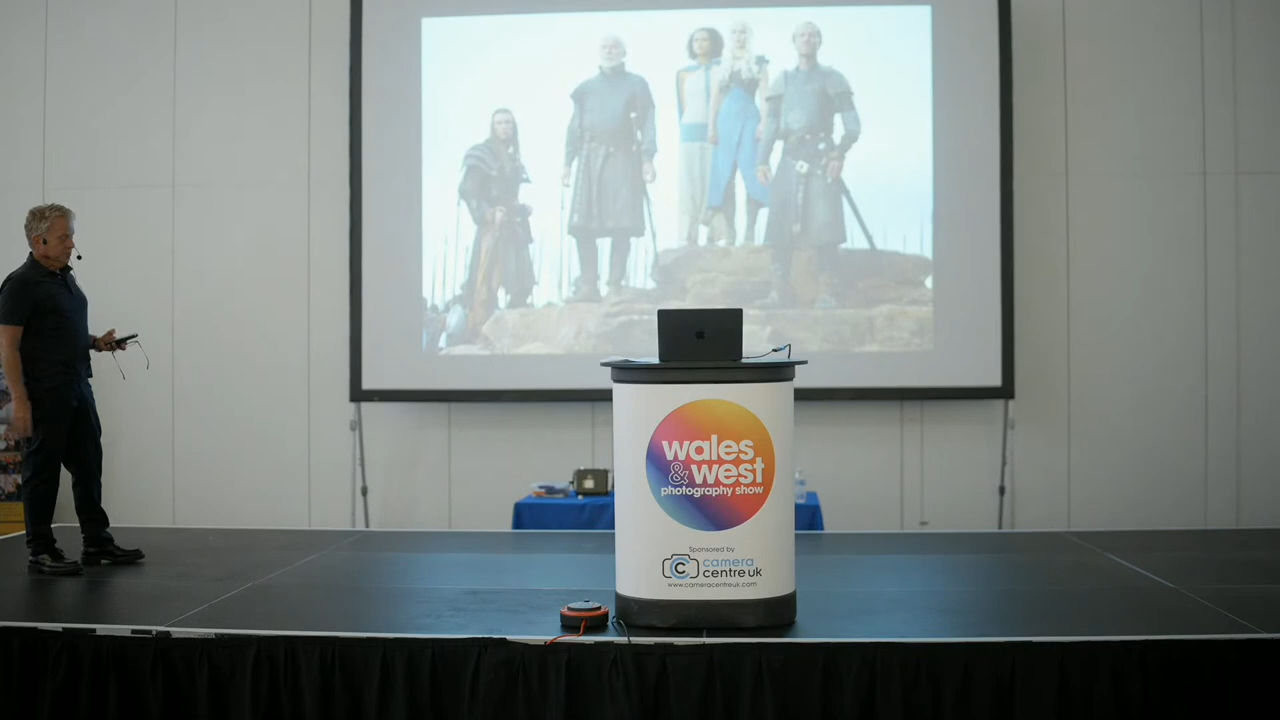 wales
& west
photography show
Sponsored by
camera
centre uk
www.cameracentreuk.com